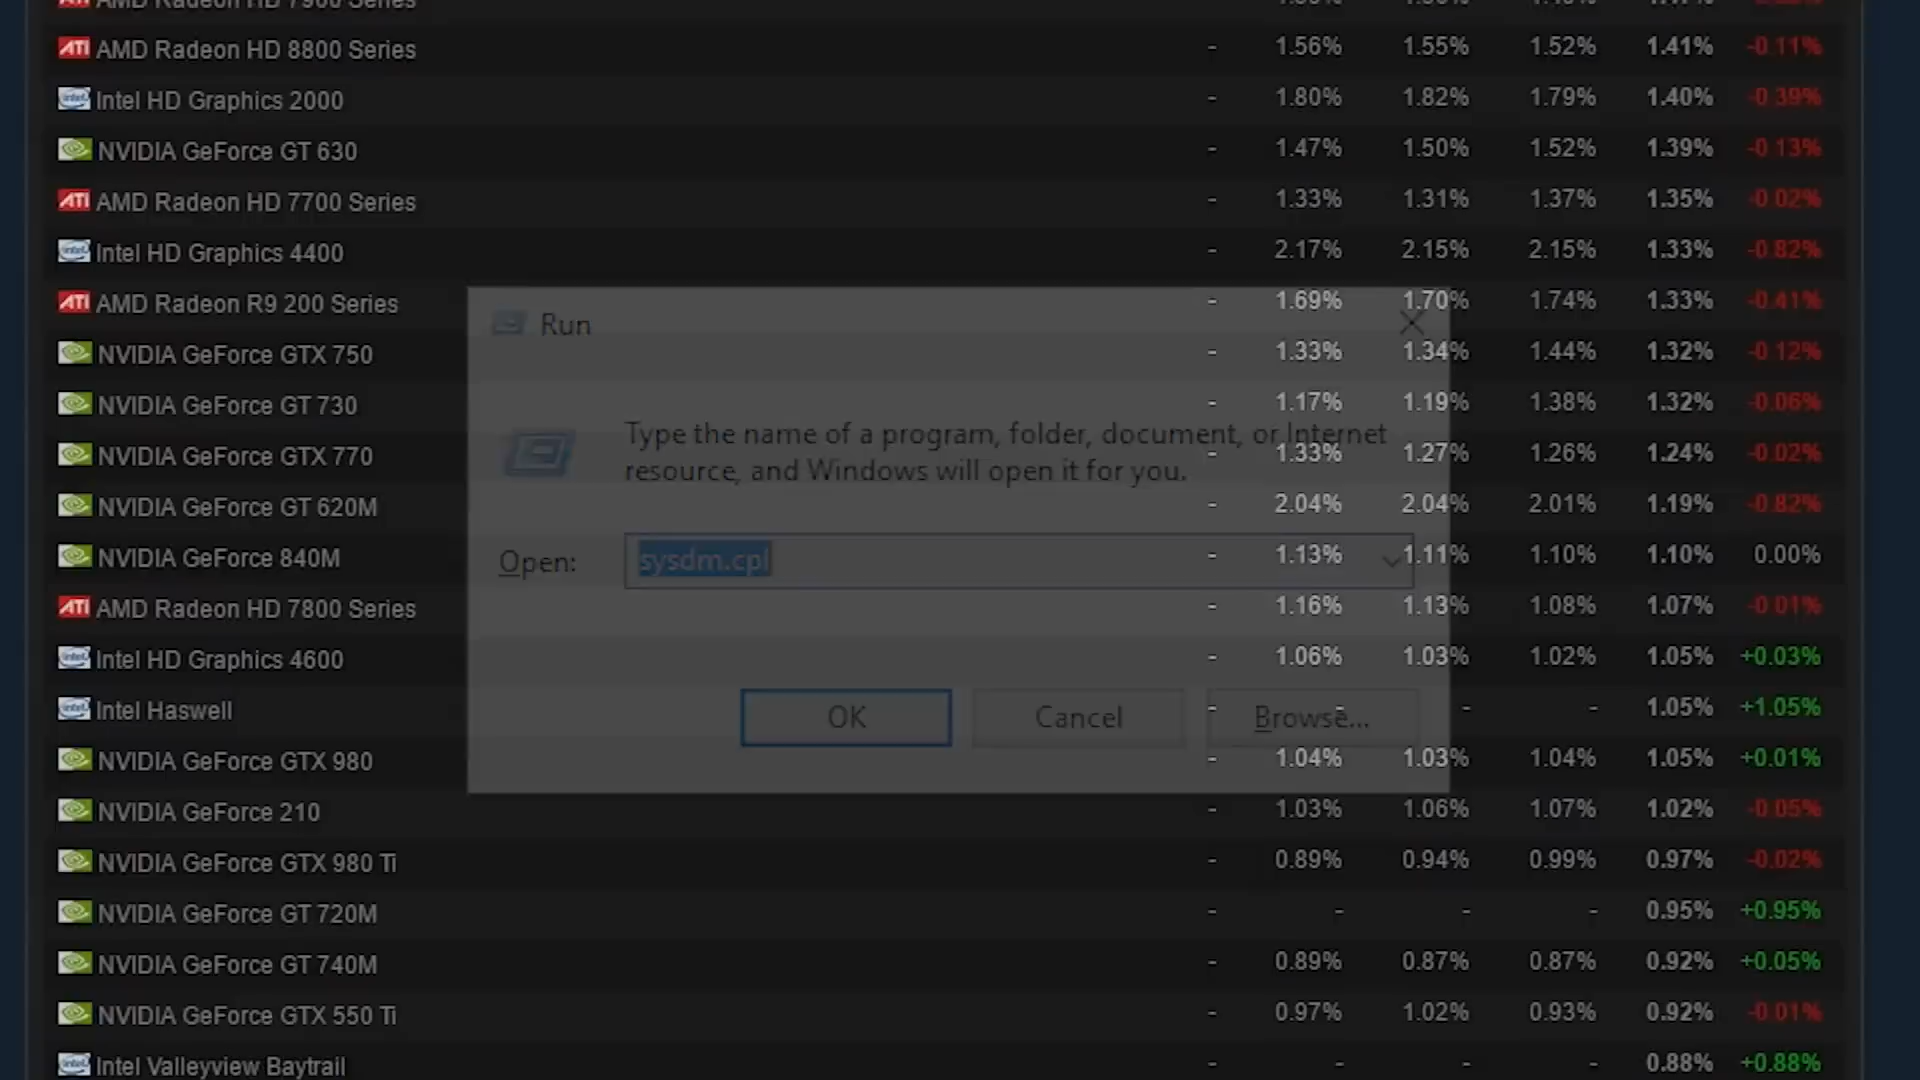 AMD Radeon HD 7900 Series
ATI AMD Radeon HD 8800 Series - 1.56% 1.55% 1.52% 1.41% -0.11%
intel Intel HD Graphics 2000 - 1.80% 1.82% 1.79% 1.40% -0.39%
NVIDIA GeForce GT 630 - 1.47% 1.50% 1.52% 1.39% -0.13%
ATI AMD Radeon HD 7700 Series - 1.33% 1.31% 1.37% 1.35% -0.02%
intel Intel HD Graphics 4400 - 2.17% 2.15% 2.15% 1.33% -0.82%
ATI AMD Radeon R9 200 Series - 1.69% 1.70% 1.74% 1.33% -0.41%
Run
NVIDIA GeForce GTX 750 - 1.33% 1.34% 1.44% 1.32% -0.12%
NVIDIA GeForce GT 730 - 1.17% 1.19% 1.38% 1.32% -0.06%
Type the name of a program, folder, document, or Internet
NVIDIA GeForce GTX 770 - 1.33% 1.27% 1.26% 1.24% -0.02%
resource, and Windows will open it for you.
NVIDIA GeForce GT 620M - 2.04% 2.04% 2.01% 1.19% -0.82%
NVIDIA GeForce 840M - 1.13% 1.11% 1.10% 1.10% 0.00%
Open: sysdm.cpl
ATI AMD Radeon HD 7800 Series - 1.16% 1.13% 1.08% 1.07% -0.01%
intel Intel HD Graphics 4600 - 1.06% 1.03% 1.02% 1.05% +0.03%
intel Intel Haswell - - - - 1.05% +1.05%
OK Cancel Browse...
NVIDIA GeForce GTX 980 - 1.04% 1.03% 1.04% 1.05% +0.01%
NVIDIA GeForce 210 - 1.03% 1.06% 1.07% 1.02% -0.05%
NVIDIA GeForce GTX 980 Ti - 0.89% 0.94% 0.99% 0.97% -0.02%
NVIDIA GeForce GT 720M - - - - 0.95% +0.95%
NVIDIA GeForce GT 740M - 0.89% 0.87% 0.87% 0.92% +0.05%
NVIDIA GeForce GTX 550 Ti - 0.97% 1.02% 0.93% 0.92% -0.01%
intel Intel Valleyview Baytrail - - - - 0.88% +0.88%